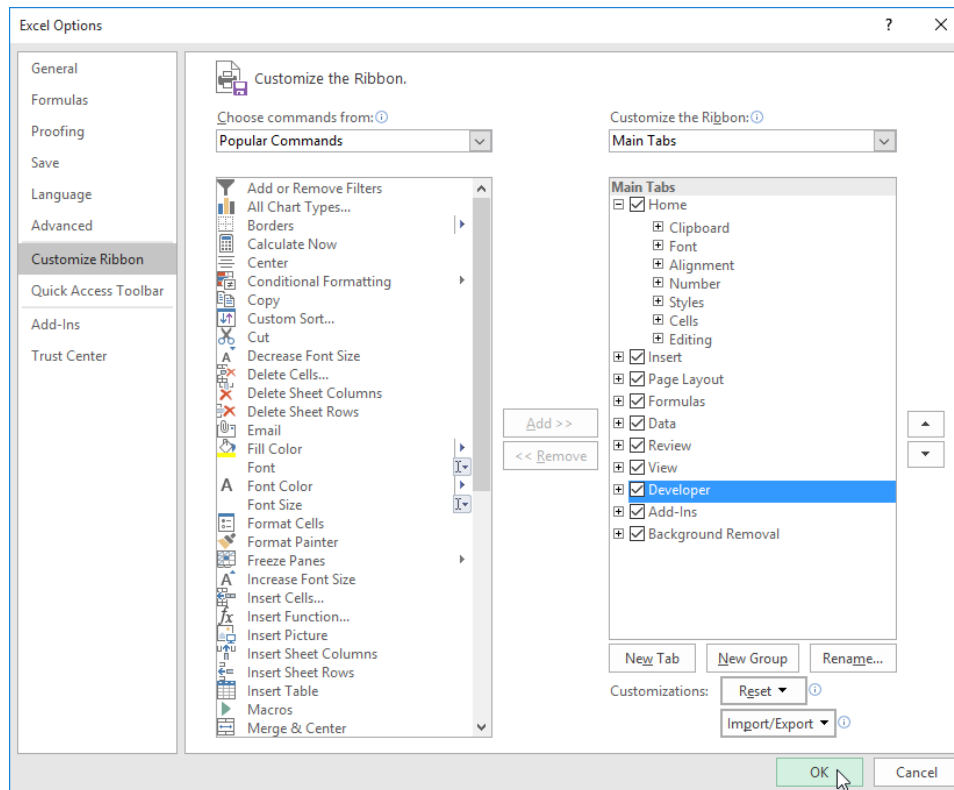 Excel Options
?
General
Formulas
Proofing
Save
Language
Advanced
Customize Ribbon
Quick Access Toolbar
Add-Ins
Trust Center
Customize the Ribbon.
Choose commands from:
Popular Commands
Add or Remove Filters
All Chart Types...
Borders
Calculate Now
Center
Conditional Formatting
Copy
Custom Sort...
Cut
Decrease Font Size
Delete Cells...
Delete Sheet Columns
Delete Sheet Rows
Email
Fill Color
Font
Font Color
Font Size
Format Cells
Format Painter
Freeze Panes
Increase Font Size
Insert Cells...
Insert Function...
Insert Picture
Insert Sheet Columns
Insert Sheet Rows
Insert Table
Macros
Merge & Center
Add >>
<< Remove
Customize the Ribbon:
Main Tabs
Main Tabs
Home
Clipboard
Font
Alignment
Number
Styles
Cells
Editing
Insert
Page Layout
Formulas
Data
Review
View
Developer
Add-Ins
Background Removal
New Tab
New Group
Rename...
Customizations:
Reset
Import/Export
OK
Cancel